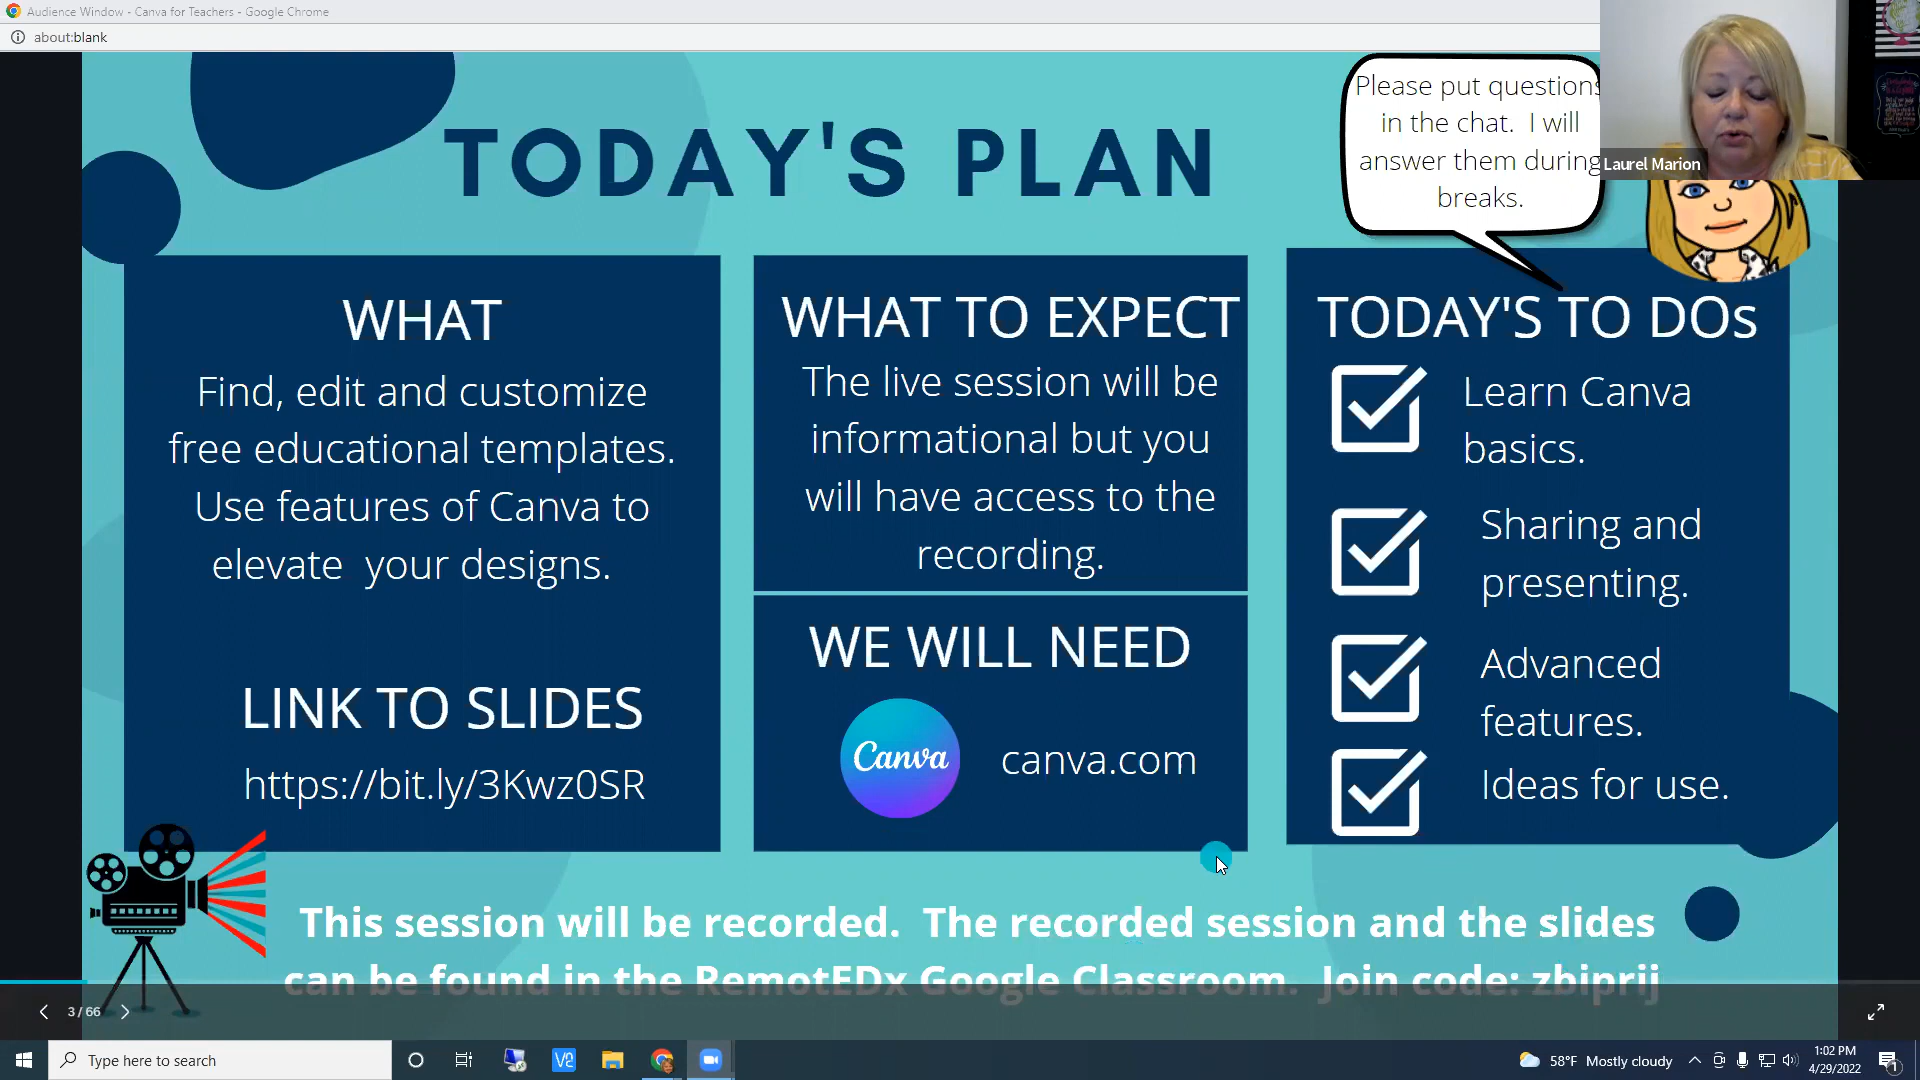 Audience Window - Canva for Teachers - Google Chrome
about:blank
TODAY'S PLAN
Please put questions
in the chat.  I will
answer them during
breaks.
Laurel Marion
WHAT
Find, edit and customize
free educational templates.
Use features of Canva to
elevate  your designs.
LINK TO SLIDES
https://bit.ly/3Kwz0SR
WHAT TO EXPECT
The live session will be
informational but you
will have access to the
recording.
WE WILL NEED
Canva
canva.com
TODAY'S TO DOs
Learn Canva
basics.
Sharing and
presenting.
Advanced
features.
Ideas for use.
This session will be recorded.  The recorded session and the slides
can be found in the RemotEDx Google Classroom.  Join code: zbiprij
3 / 66
Type here to search
58°F Mostly cloudy
1:02 PM
4/29/2022
1